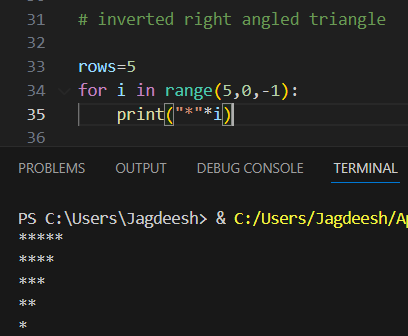 31 # inverted right angled triangle
32
33 rows=5
34 for i in range(5,0,-1):
35     print("*"*i)
36
PROBLEMS OUTPUT DEBUG CONSOLE TERMINAL
PS C:\Users\Jagdeesh> & C:/Users/Jagdeesh/A
*****
****
***
**
*